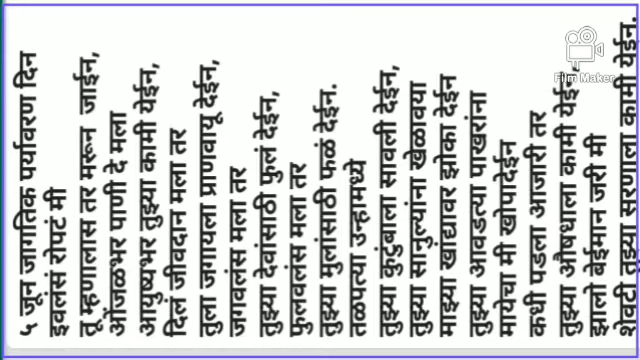 ५ जून जागतिक पर्यावरण दिन
इवलंसं रोपटं मी
तू म्हणालास तर मरून जाईन,
ओंजळभर पाणी दे मला
आयुष्यभर तुझ्या कामी येईन,
दिलं जीवदान मला तर
तुला जगायला प्राणवायू देईन,
जगवलंस मला तर
तुझ्या देवांसाठी फुलं देईन,
फुलवलंस मला तर
तुझ्या मुलांसाठी फळं देईन.
तळपत्या उन्हामध्ये
तुझ्या कुटुंबाला सावली देईन,
तुझ्या सानुल्यांना खेळावया
माझ्या खांद्यावर झोका देईन
तुझ्या आवडत्या पाखरांना
मायेचा मी खोपादेईन
कधी पडला आजारी तर
तुझ्या औषधाला कामी येईन,
झालो बेईमान जरी मी
शेवटी तुझ्या सरणाला कामी येईन.
Film Maker